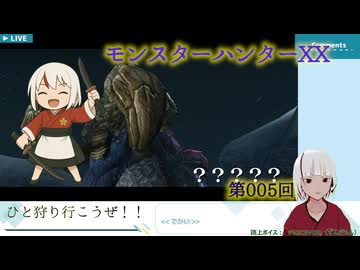 LIVE
モンスターハンターXX
Comments
？？？？？
第005回
ひと狩り行こうぜ！！
<< でかい >>
読上ボイス：